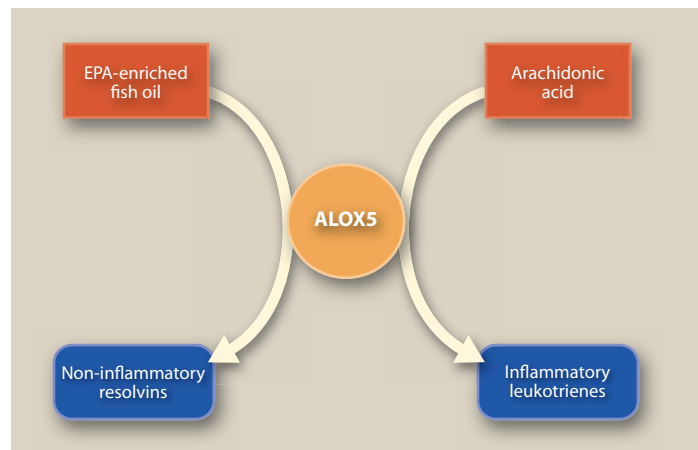 EPA-enriched
fish oil
Arachidonic
acid
ALOX5
Non-inflammatory
resolvins
Inflammatory
leukotrienes